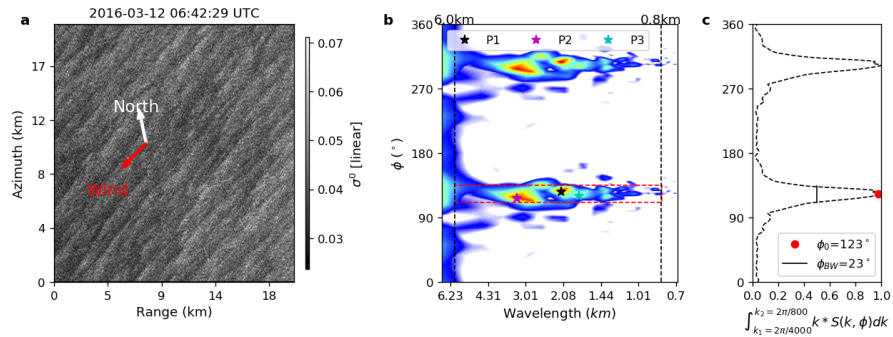 a
2016-03-12 06:42:29 UTC
Azimuth (km)
17
13
8
4
0
North
Wind
0
5
9
14
18
Range (km)
0.07
0.06
0.05
0.04
0.03
σ⁰ [linear]
b
6.0km
0.8km
P1
P2
P3
ϕ (°)
360
270
180
90
0
6.23
4.31
3.01
2.08
1.44
1.01
0.7
Wavelength (km)
c
360
270
180
90
0
ϕ₀=123°
ϕ_BW=23°
0.0
0.2
0.4
0.6
0.8
1.0
∫_{k₁=2π/4000}^{k₂=2π/800} k*S(k,ϕ)dk